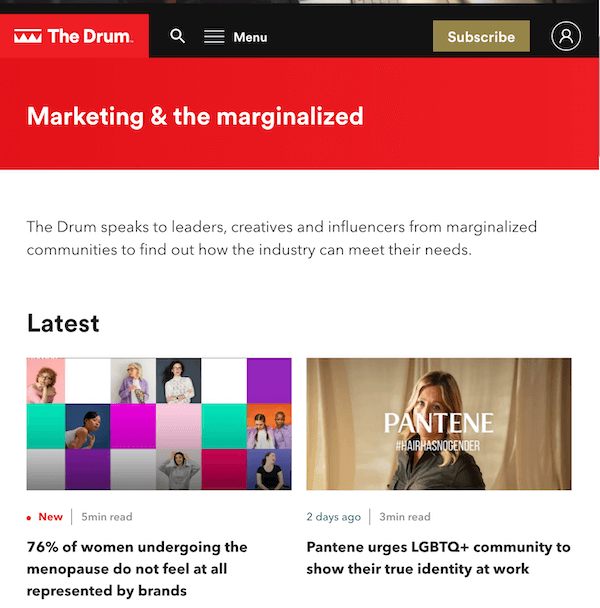 The Drum.
Menu
Subscribe
Marketing & the marginalized
The Drum speaks to leaders, creatives and influencers from marginalized
communities to find out how the industry can meet their needs.
Latest
PANTENE
#HAIRHASNOGENDER
New
5min read
76% of women undergoing the
menopause do not feel at all
represented by brands
2 days ago
3min read
Pantene urges LGBTQ+ community to
show their true identity at work